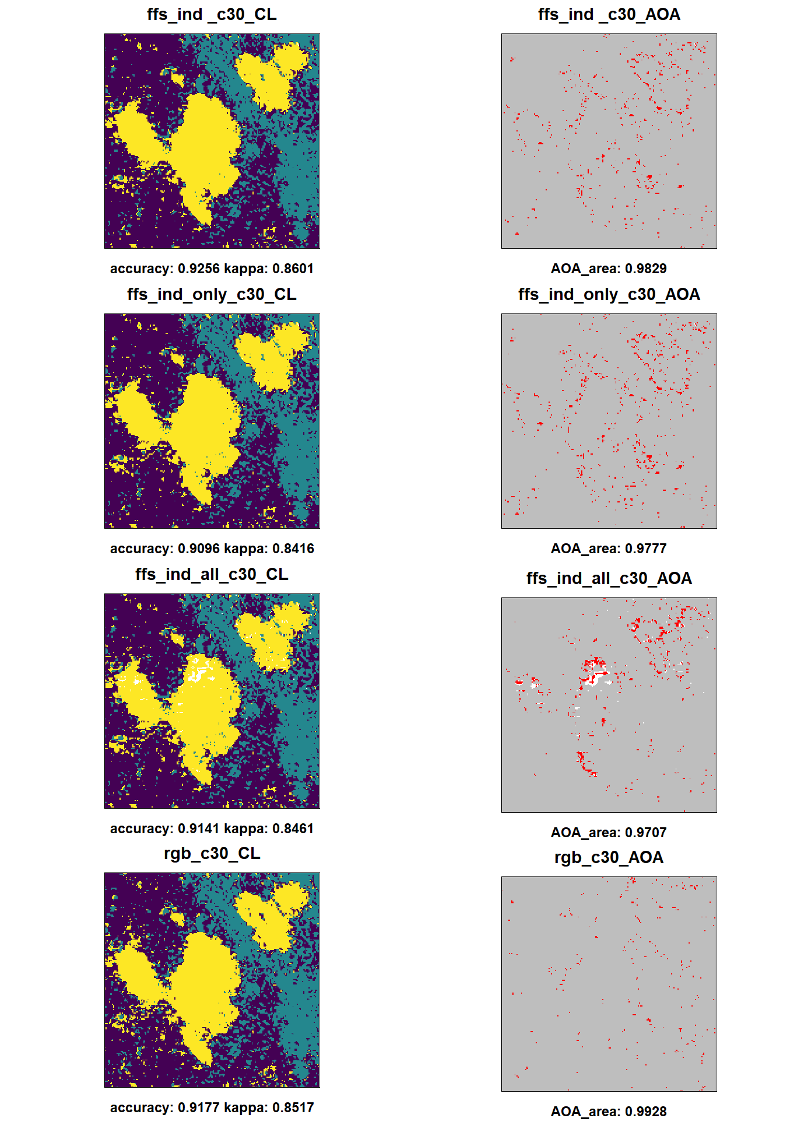 ffs_ind _c30_CL
ffs_ind _c30_AOA
accuracy: 0.9256 kappa: 0.8601
AOA_area: 0.9829
ffs_ind_only_c30_CL
ffs_ind_only_c30_AOA
accuracy: 0.9096 kappa: 0.8416
AOA_area: 0.9777
ffs_ind_all_c30_CL
ffs_ind_all_c30_AOA
accuracy: 0.9141 kappa: 0.8461
AOA_area: 0.9707
rgb_c30_CL
rgb_c30_AOA
accuracy: 0.9177 kappa: 0.8517
AOA_area: 0.9928